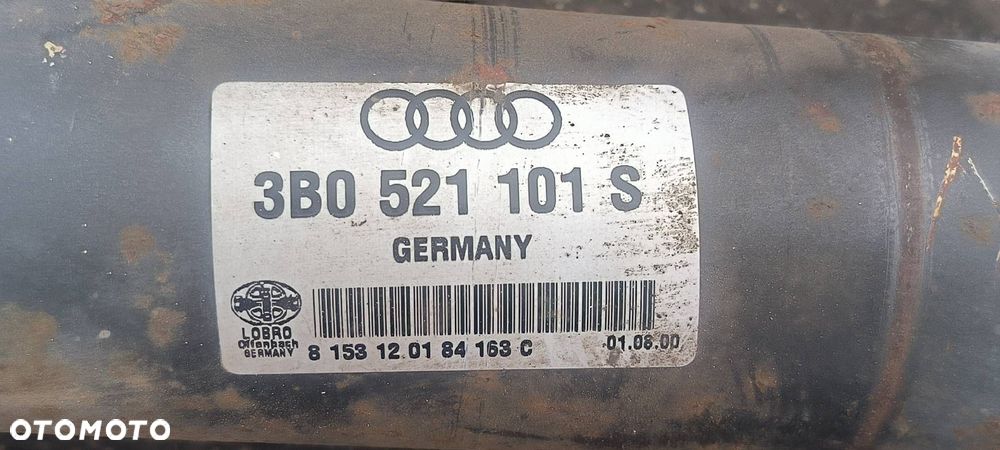 3B0 521 101 S
GERMANY
LOBRO
Offenbach
GERMANY
8 153 12 01 84 163 C
01.08.00
OTOMOTO